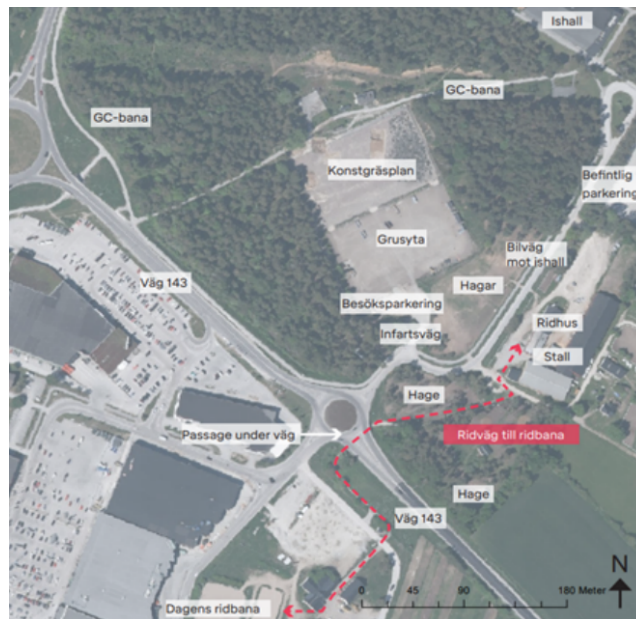 Ishall
GC-bana
GC-bana
Konstgräsplan
Befintlig
parkering
Grusyta
Bilväg
mot ishall
Väg 143
Hagar
Besöksparkering
Ridhus
Infartsväg
Stall
Hage
Passage under väg
Ridväg till ridbana
Hage
Väg 143
N
0 45 90 180 Meter
Dagens ridbana